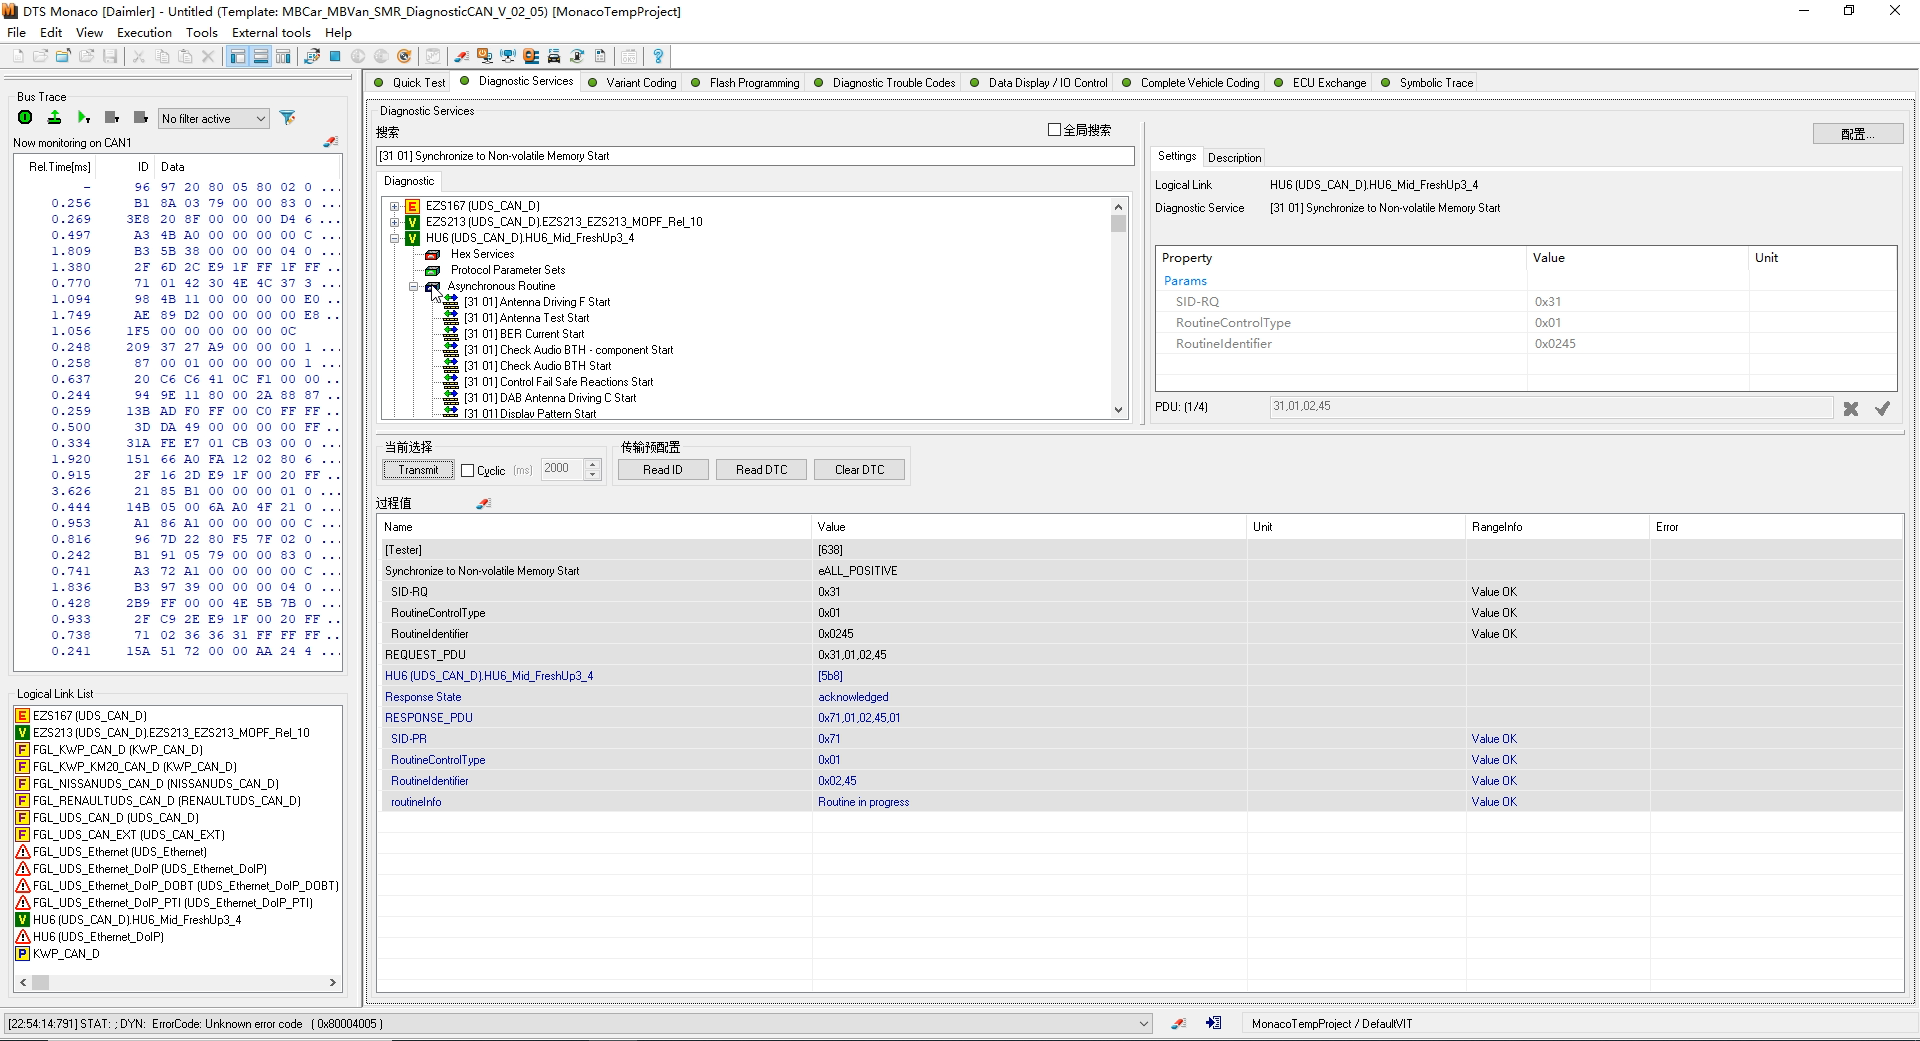 DTS Monaco [Daimler] - Untitled (Template: MBCar_MBVan_SMR_DiagnosticCAN_V_02_05) [MonacoTempProject]
File Edit View Execution Tools External tools Help
Bus Trace
No filter active
Now monitoring on CAN1
Rel.Time[ms] ID Data
– 96 97 20 80 05 80 02 0 ...
0.256 B1 8A 03 79 00 00 83 0 ...
0.269 3E8 20 8F 00 00 00 D4 6 ...
0.497 A3 4B A0 00 00 00 00 C ...
1.809 B3 5B 38 00 00 00 04 0 ...
1.380 2F 6D 2C E9 1F FF 1F FF ..
0.770 71 01 42 30 4E 4C 37 3 ...
1.094 98 4B 11 00 00 00 00 E0 ..
1.749 AE 89 D2 00 00 00 00 E8 ..
1.056 1F5 00 00 00 00 00 0C
0.248 209 37 27 A9 00 00 00 1 ...
0.258 87 00 01 00 00 00 00 1 ...
0.637 20 C6 C6 41 0C F1 00 00 ..
0.244 94 9E 11 80 00 2A 88 87 ..
0.259 13B AD F0 FF 00 C0 FF FF ..
0.500 3D DA 49 00 00 00 00 FF ..
0.334 31A FE E7 01 CB 03 00 0 ...
1.920 151 66 A0 FA 12 02 80 6 ...
0.915 2F 16 2D E9 1F 00 20 FF ..
3.626 21 85 B1 00 00 00 01 0 ...
0.444 14B 05 00 6A A0 4F 21 0 ...
0.953 A1 86 A1 00 00 00 00 C ...
0.816 96 7D 22 80 F5 7F 02 0 ...
0.242 B1 91 05 79 00 00 83 0 ...
0.741 A3 72 A1 00 00 00 00 C ...
1.836 B3 97 39 00 00 00 04 0 ...
0.428 2B9 FF 00 00 4E 5B 7B 0 ...
0.933 2F C9 2E E9 1F 00 20 FF ..
0.738 71 02 36 36 31 FF FF FF ..
0.241 15A 51 72 00 00 AA 24 4 ...
Logical Link List
E EZS167 (UDS_CAN_D)
V EZS213 (UDS_CAN_D).EZS213_EZS213_MOPF_Rel_10
F FGL_KWP_CAN_D (KWP_CAN_D)
F FGL_KWP_KM20_CAN_D (KWP_CAN_D)
F FGL_NISSANUDS_CAN_D (NISSANUDS_CAN_D)
F FGL_RENAULTUDS_CAN_D (RENAULTUDS_CAN_D)
F FGL_UDS_CAN_D (UDS_CAN_D)
F FGL_UDS_CAN_EXT (UDS_CAN_EXT)
FGL_UDS_Ethernet (UDS_Ethernet)
FGL_UDS_Ethernet_DoIP (UDS_Ethernet_DoIP)
FGL_UDS_Ethernet_DoIP_DOBT (UDS_Ethernet_DoIP_DOBT)
FGL_UDS_Ethernet_DoIP_PTI (UDS_Ethernet_DoIP_PTI)
V HU6 (UDS_CAN_D).HU6_Mid_FreshUp3_4
HU6 (UDS_Ethernet_DoIP)
P KWP_CAN_D
Quick Test Diagnostic Services Variant Coding Flash Programming Diagnostic Trouble Codes Data Display / IO Control Complete Vehicle Coding ECU Exchange Symbolic Trace
Diagnostic Services
搜索 全局搜索
[31 01] Synchronize to Non-volatile Memory Start
Diagnostic
E EZS167 (UDS_CAN_D)
V EZS213 (UDS_CAN_D).EZS213_EZS213_MOPF_Rel_10
V HU6 (UDS_CAN_D).HU6_Mid_FreshUp3_4
Hex Services
Protocol Parameter Sets
Asynchronous Routine
[31 01] Antenna Driving F Start
[31 01] Antenna Test Start
[31 01] BER Current Start
[31 01] Check Audio BTH - component Start
[31 01] Check Audio BTH Start
[31 01] Control Fail Safe Reactions Start
[31 01] DAB Antenna Driving C Start
[31 01] Display Pattern Start
配置...
Settings Description
Logical Link HU6 (UDS_CAN_D).HU6_Mid_FreshUp3_4
Diagnostic Service [31 01] Synchronize to Non-volatile Memory Start
Property Value Unit
Params
SID-RQ 0x31
RoutineControlType 0x01
RoutineIdentifier 0x0245
PDU: (1/4) 31,01,02,45
当前选择 传输预配置
Transmit Cyclic (ms) 2000 Read ID Read DTC Clear DTC
过程值
Name Value Unit RangeInfo Error
[Tester] [638]
Synchronize to Non-volatile Memory Start eALL_POSITIVE
SID-RQ 0x31 Value OK
RoutineControlType 0x01 Value OK
RoutineIdentifier 0x0245 Value OK
REQUEST_PDU 0x31,01,02,45
HU6 (UDS_CAN_D).HU6_Mid_FreshUp3_4 [5b8]
Response State acknowledged
RESPONSE_PDU 0x71,01,02,45,01
SID-PR 0x71 Value OK
RoutineControlType 0x01 Value OK
RoutineIdentifier 0x02,45 Value OK
routineInfo Routine in progress Value OK
[22:54:14:791] STAT: ; DYN: ErrorCode: Unknown error code ( 0x80004005 )
MonacoTempProject / DefaultVIT